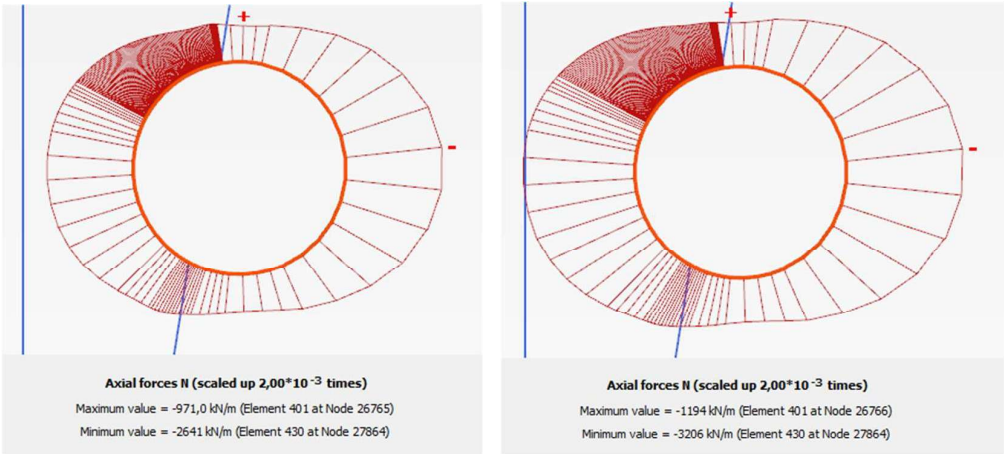 +
-
Axial forces N (scaled up 2,00*10 -3 times)
Maximum value = -971,0 kN/m (Element 401 at Node 26765)
Minimum value = -2641 kN/m (Element 430 at Node 27864)
+
-
Axial forces N (scaled up 2,00*10 -3 times)
Maximum value = -1194 kN/m (Element 401 at Node 26766)
Minimum value = -3206 kN/m (Element 430 at Node 27864)